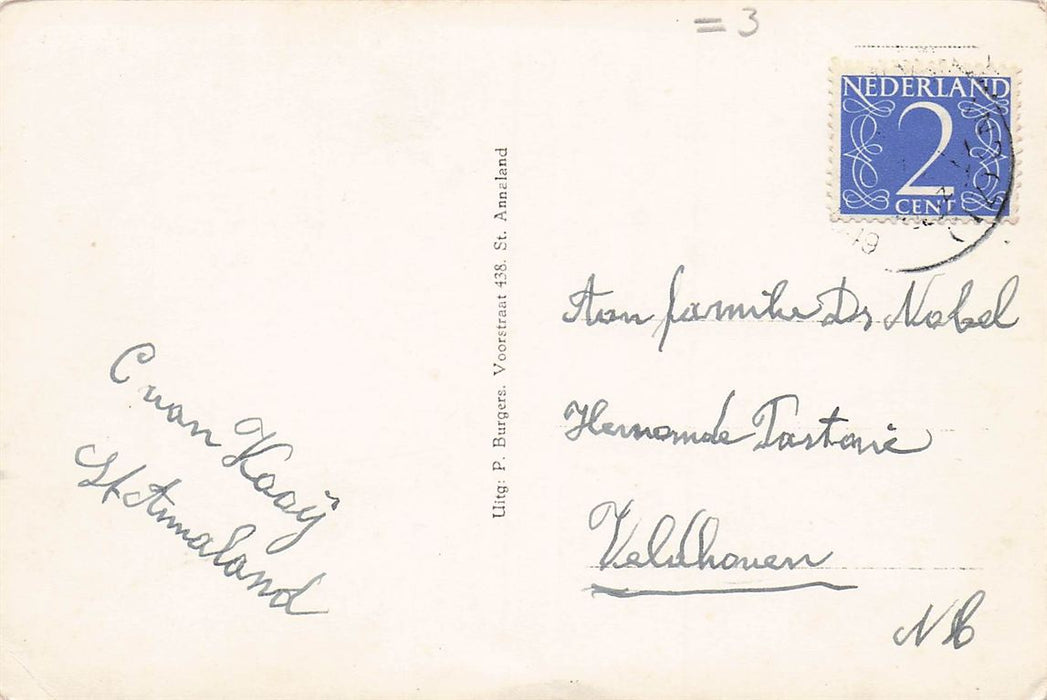 = 3
NEDERLAND
2
CENT
Uitg: P. Burgers. Voorstraat 438. St. Annaland
C van Kooij
St Annaland
Aan familie Ds Nobel
Hernamde Pastorie
Veldhoven
NB